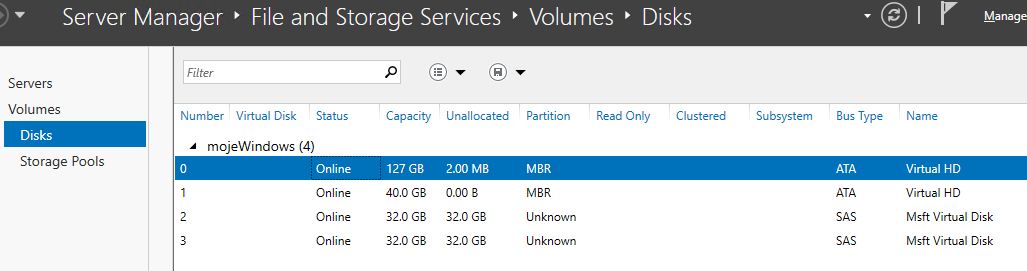 Server Manager ▸ File and Storage Services ▸ Volumes ▸ Disks
Manage
Filter
Servers
Volumes
Disks
Storage Pools
Number Virtual Disk Status Capacity Unallocated Partition Read Only Clustered Subsystem Bus Type Name
mojeWindows (4)
0 Online 127 GB 2.00 MB MBR ATA Virtual HD
1 Online 40.0 GB 0.00 B MBR ATA Virtual HD
2 Online 32.0 GB 32.0 GB Unknown SAS Msft Virtual Disk
3 Online 32.0 GB 32.0 GB Unknown SAS Msft Virtual Disk